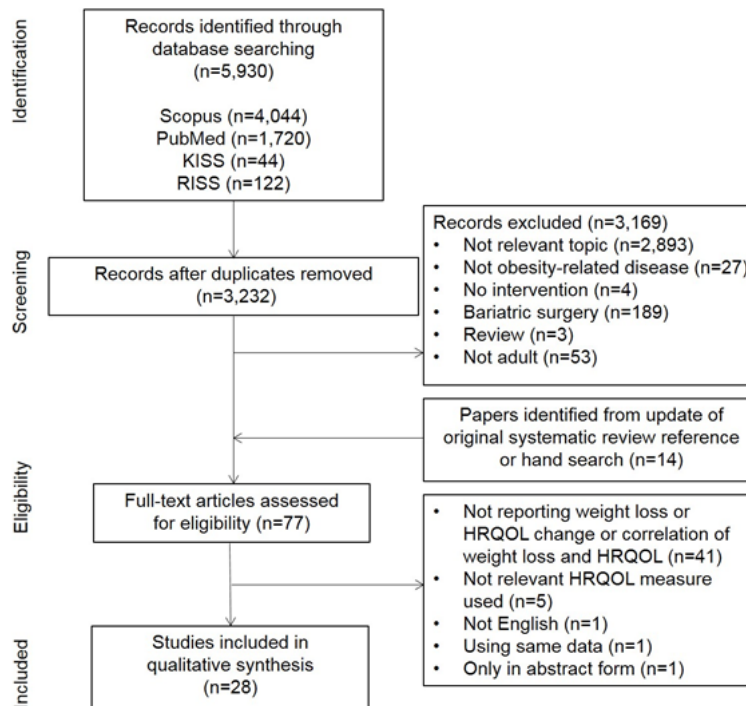 Identification
Records identified through
database searching
(n=5,930)
Scopus (n=4,044)
PubMed (n=1,720)
KISS (n=44)
RISS (n=122)
Screening
Records after duplicates removed
(n=3,232)
Records excluded (n=3,169)
• Not relevant topic (n=2,893)
• Not obesity-related disease (n=27)
• No intervention (n=4)
• Bariatric surgery (n=189)
• Review (n=3)
• Not adult (n=53)
Papers identified from update of
original systematic review reference
or hand search (n=14)
Eligibility
Full-text articles assessed
for eligibility (n=77)
• Not reporting weight loss or
HRQOL change or correlation of
weight loss and HRQOL (n=41)
• Not relevant HRQOL measure
used (n=5)
• Not English (n=1)
• Using same data (n=1)
• Only in abstract form (n=1)
Included
Studies included in
qualitative synthesis
(n=28)